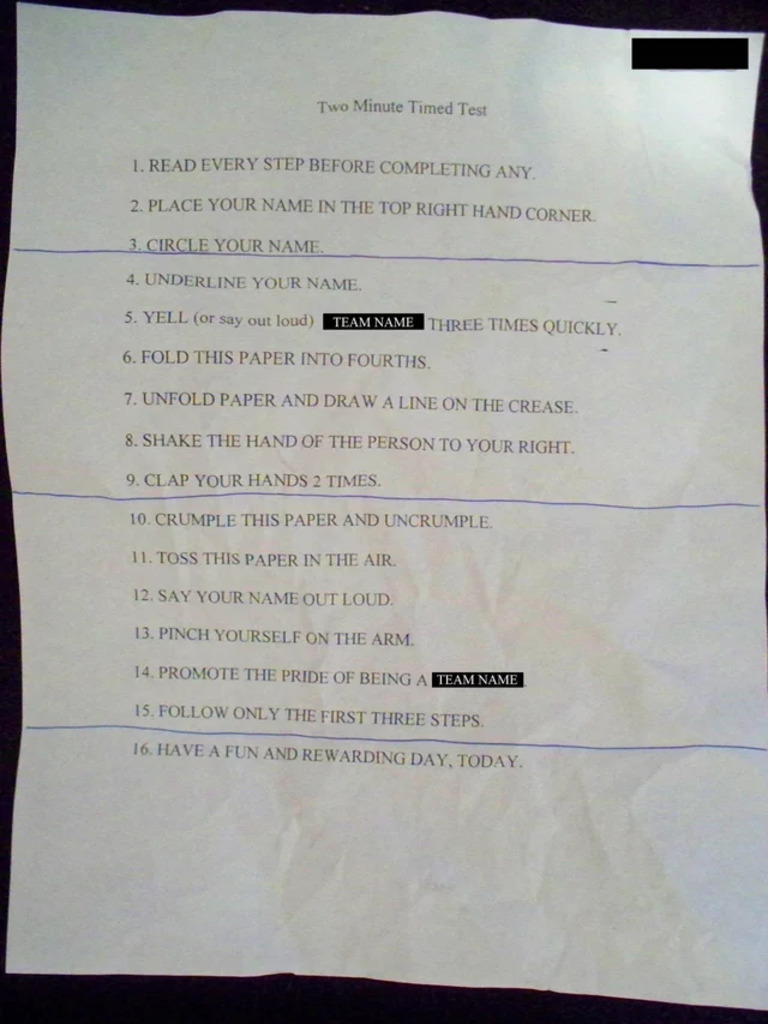 Two Minute Timed Test
1. READ EVERY STEP BEFORE COMPLETING ANY.
2. PLACE YOUR NAME IN THE TOP RIGHT HAND CORNER.
3. CIRCLE YOUR NAME.
4. UNDERLINE YOUR NAME.
5. YELL (or say out loud) TEAM NAME THREE TIMES QUICKLY.
6. FOLD THIS PAPER INTO FOURTHS.
7. UNFOLD PAPER AND DRAW A LINE ON THE CREASE.
8. SHAKE THE HAND OF THE PERSON TO YOUR RIGHT.
9. CLAP YOUR HANDS 2 TIMES.
10. CRUMPLE THIS PAPER AND UNCRUMPLE.
11. TOSS THIS PAPER IN THE AIR.
12. SAY YOUR NAME OUT LOUD.
13. PINCH YOURSELF ON THE ARM.
14. PROMOTE THE PRIDE OF BEING A TEAM NAME.
15. FOLLOW ONLY THE FIRST THREE STEPS.
16. HAVE A FUN AND REWARDING DAY, TODAY.